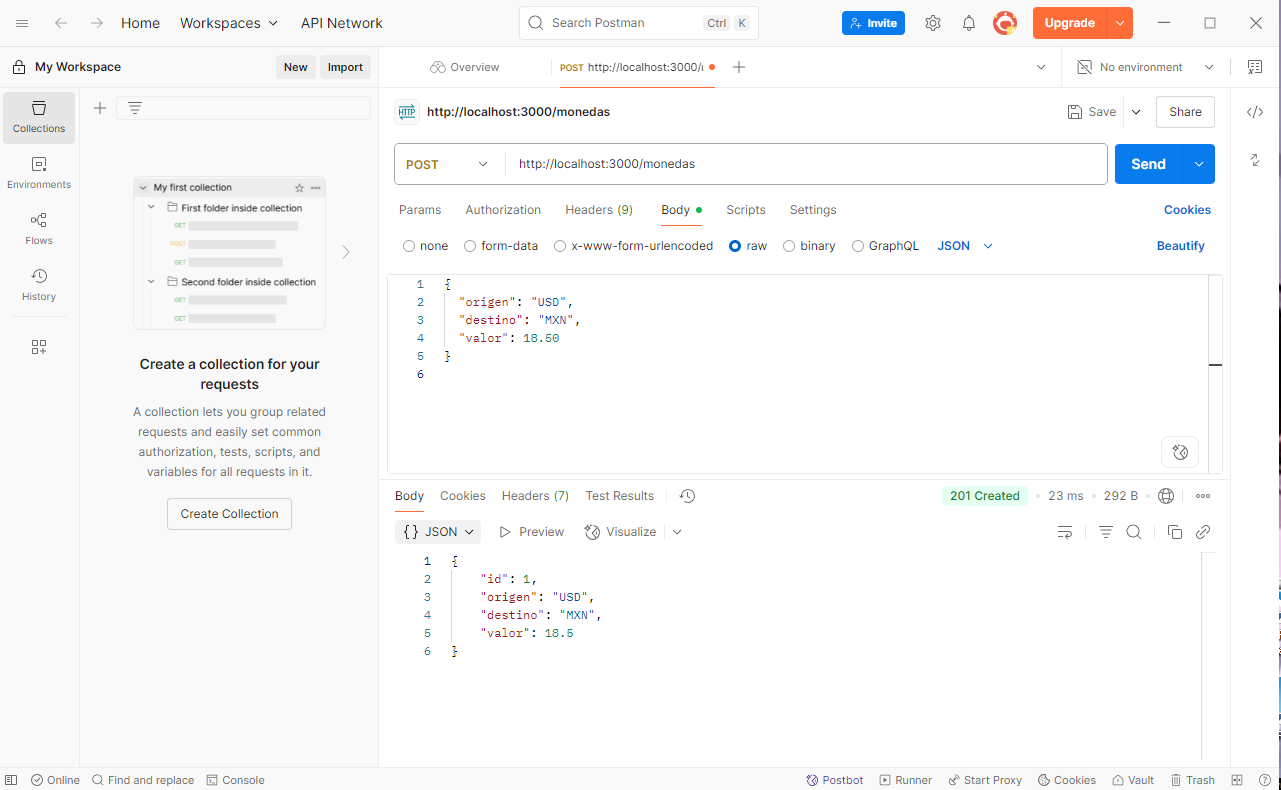 Home Workspaces API Network Search Postman Ctrl K Invite Upgrade
My Workspace New Import Overview POST http://localhost:3000/ No environment
Collections
Environments
Flows
History
My first collection
First folder inside collection
GET
POST
GET
Second folder inside collection
GET
GET
Create a collection for your
requests
A collection lets you group related
requests and easily set common
authorization, tests, scripts, and
variables for all requests in it.
Create Collection
HTTP http://localhost:3000/monedas Save Share
POST http://localhost:3000/monedas Send
Params Authorization Headers (9) Body Scripts Settings Cookies
none form-data x-www-form-urlencoded raw binary GraphQL JSON Beautify
1 {
2 "origen": "USD",
3 "destino": "MXN",
4 "valor": 18.50
5 }
6
Body Cookies Headers (7) Test Results 201 Created 23 ms 292 B
{} JSON Preview Visualize
1 {
2 "id": 1,
3 "origen": "USD",
4 "destino": "MXN",
5 "valor": 18.5
6 }
Online Find and replace Console Postbot Runner Start Proxy Cookies Vault Trash